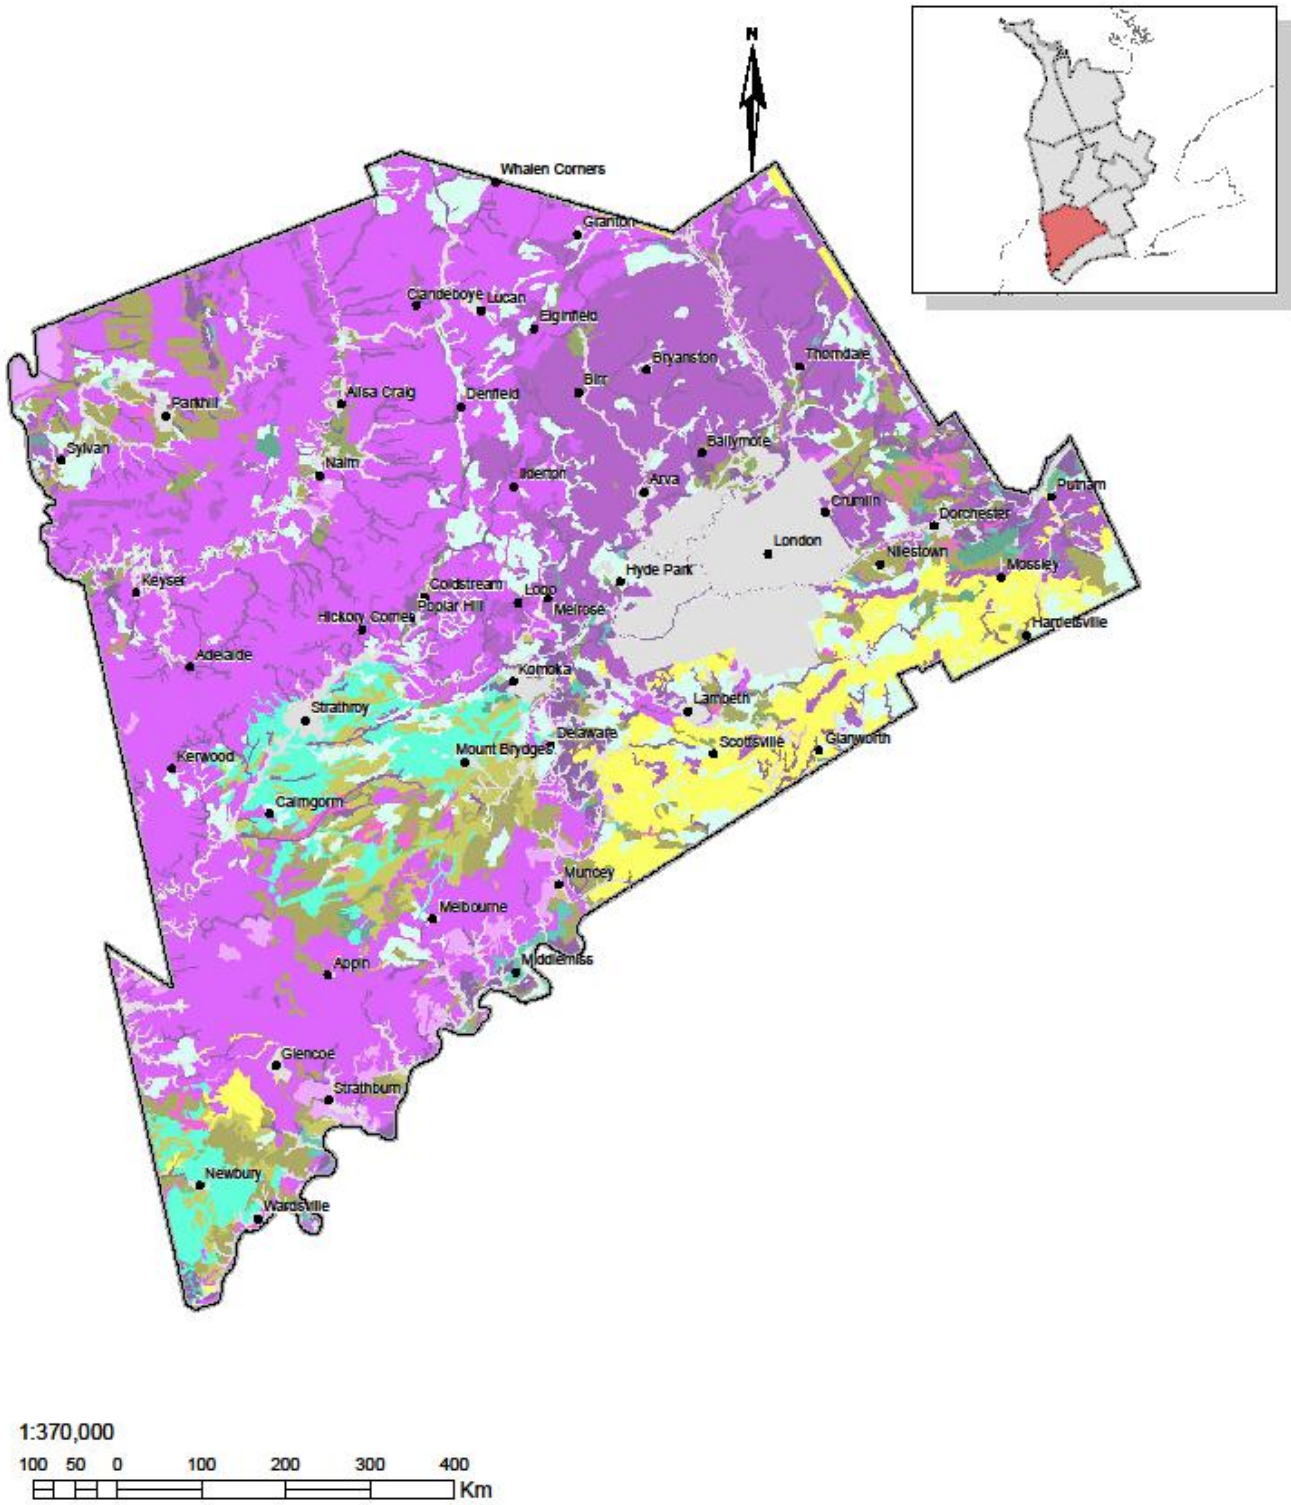 N
Whalen Corners
Granton
Clandeboye
Lucan
Elginfield
Bryanston
Thorndale
Birr
Ailsa Craig
Denfield
Parkhill
Ballymote
Sylvan
Nairn
Ilderton
Arva
Putnam
Crumlin
Dorchester
London
Nilestown
Mossley
Hyde Park
Keyser
Coldstream
Lobo
Poplar Hill
Melrose
Hickory Corner
Harrietsville
Adelaide
Komoka
Lambeth
Strathroy
Delaware
Scottsville
Glanworth
Kerwood
Mount Brydges
Cairngorm
Muncey
Melbourne
Appin
Middlemiss
Glencoe
Strathburn
Newbury
Wardsville
1:370,000
100 50 0 100 200 300 400
Km